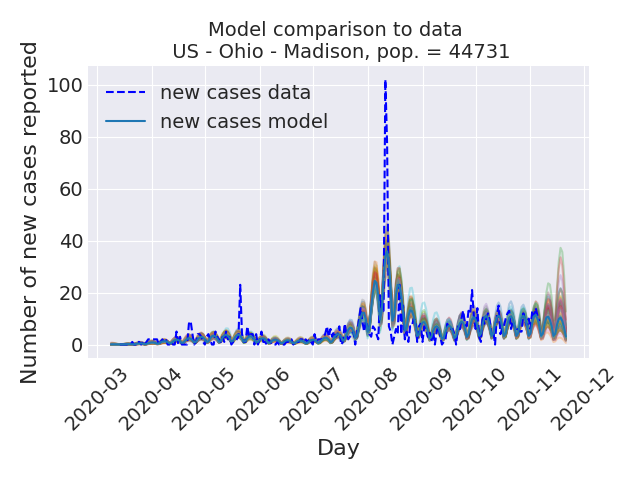 Model comparison to data
US - Ohio - Madison, pop. = 44731
Number of new cases reported
100
80
60
40
20
0
new cases data
new cases model
2020-03
2020-04
2020-05
2020-06
2020-07
2020-08
2020-09
2020-10
2020-11
2020-12
Day